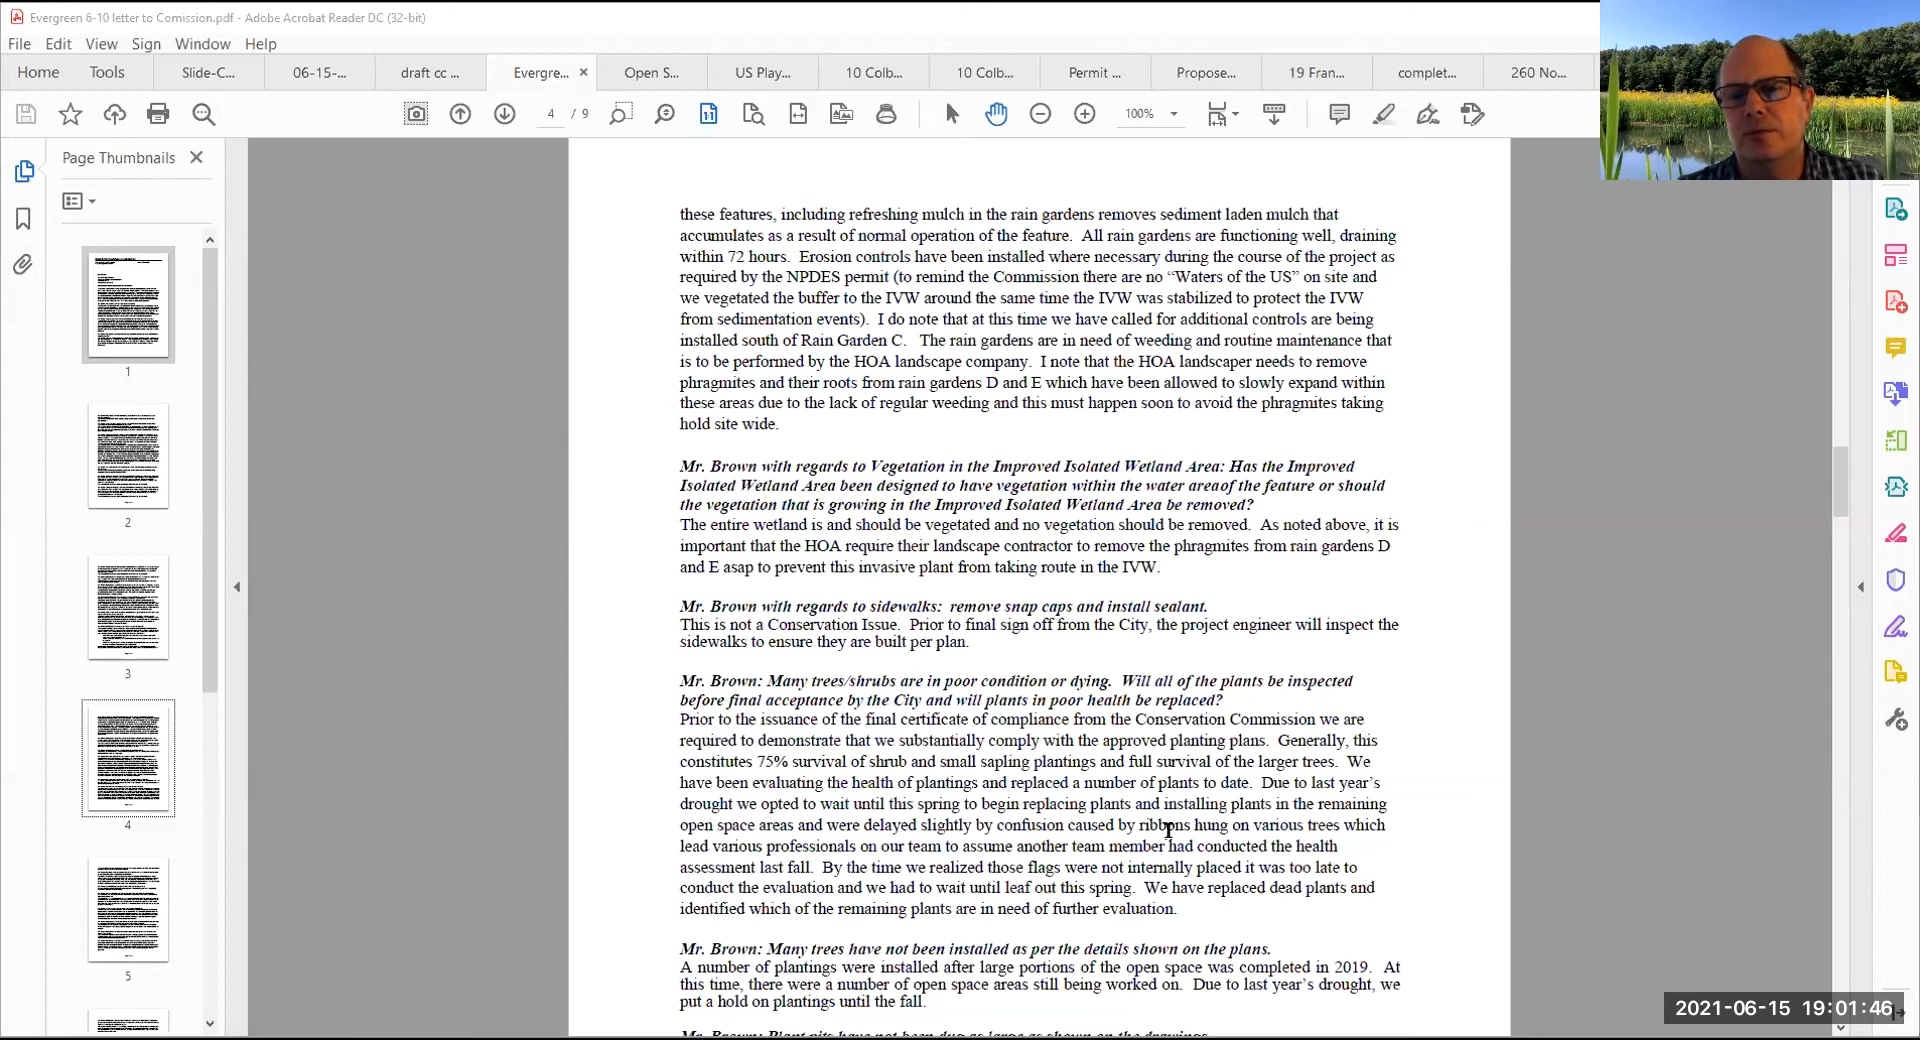 Evergreen 6-10 letter to Comission.pdf - Adobe Acrobat Reader DC (32-bit)
File Edit View Sign Window Help
Home Tools Slide-C... 06-15-... draft cc ... Evergre... × Open S... US Play... 10 Colb... 10 Colb... Permit ... Propose... 19 Fran... complet... 260 No...
4 / 9 100%
Page Thumbnails
1
2
3
4
5
these features, including refreshing mulch in the rain gardens removes sediment laden mulch that
accumulates as a result of normal operation of the feature. All rain gardens are functioning well, draining
within 72 hours. Erosion controls have been installed where necessary during the course of the project as
required by the NPDES permit (to remind the Commission there are no “Waters of the US” on site and
we vegetated the buffer to the IVW around the same time the IVW was stabilized to protect the IVW
from sedimentation events). I do note that at this time we have called for additional controls are being
installed south of Rain Garden C. The rain gardens are in need of weeding and routine maintenance that
is to be performed by the HOA landscape company. I note that the HOA landscaper needs to remove
phragmites and their roots from rain gardens D and E which have been allowed to slowly expand within
these areas due to the lack of regular weeding and this must happen soon to avoid the phragmites taking
hold site wide.
Mr. Brown with regards to Vegetation in the Improved Isolated Wetland Area: Has the Improved
Isolated Wetland Area been designed to have vegetation within the water areaof the feature or should
the vegetation that is growing in the Improved Isolated Wetland Area be removed?
The entire wetland is and should be vegetated and no vegetation should be removed. As noted above, it is
important that the HOA require their landscape contractor to remove the phragmites from rain gardens D
and E asap to prevent this invasive plant from taking route in the IVW.
Mr. Brown with regards to sidewalks: remove snap caps and install sealant.
This is not a Conservation Issue. Prior to final sign off from the City, the project engineer will inspect the
sidewalks to ensure they are built per plan.
Mr. Brown: Many trees/shrubs are in poor condition or dying. Will all of the plants be inspected
before final acceptance by the City and will plants in poor health be replaced?
Prior to the issuance of the final certificate of compliance from the Conservation Commission we are
required to demonstrate that we substantially comply with the approved planting plans. Generally, this
constitutes 75% survival of shrub and small sapling plantings and full survival of the larger trees. We
have been evaluating the health of plantings and replaced a number of plants to date. Due to last year’s
drought we opted to wait until this spring to begin replacing plants and installing plants in the remaining
open space areas and were delayed slightly by confusion caused by ribbons hung on various trees which
lead various professionals on our team to assume another team member had conducted the health
assessment last fall. By the time we realized those flags were not internally placed it was too late to
conduct the evaluation and we had to wait until leaf out this spring. We have replaced dead plants and
identified which of the remaining plants are in need of further evaluation.
Mr. Brown: Many trees have not been installed as per the details shown on the plans.
A number of plantings were installed after large portions of the open space was completed in 2019. At
this time, there were a number of open space areas still being worked on. Due to last year’s drought, we
put a hold on plantings until the fall.
Mr. Brown: Plant pits have not been dug as large as shown on the drawings.
2021-06-15 19:01:46